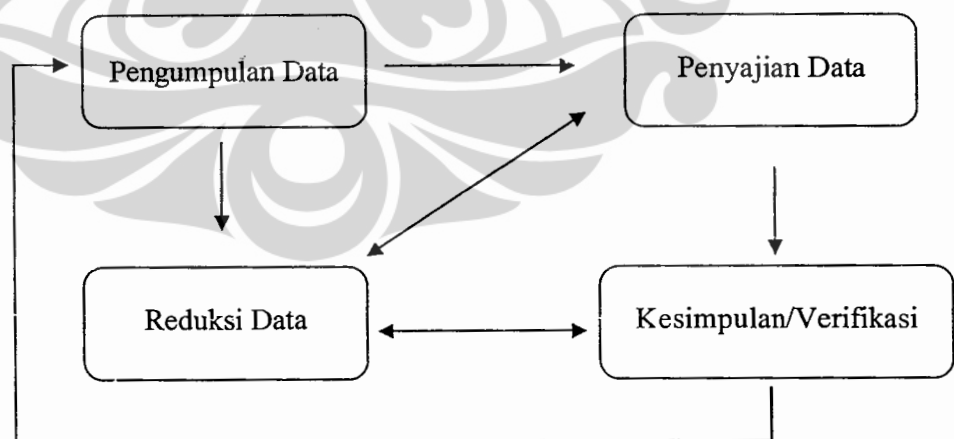 Pengumpulan Data
Penyajian Data
Reduksi Data
Kesimpulan/Verifikasi